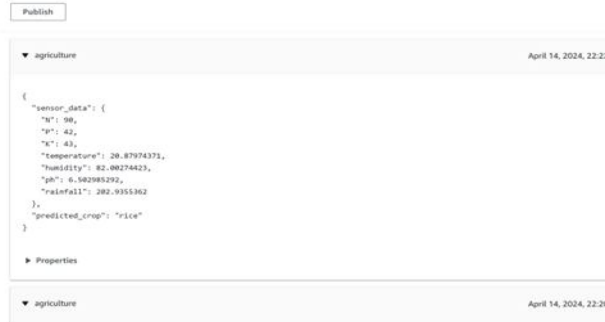 Publish
▼ agriculture April 14, 2024, 22:2
{
"sensor_data": {
"N": 90,
"P": 42,
"K": 43,
"temperature": 20.87974371,
"humidity": 82.00274423,
"ph": 6.502985292,
"rainfall": 202.9355362
},
"predicted_crop": "rice"
}
▶ Properties
▼ agriculture April 14, 2024, 22:2